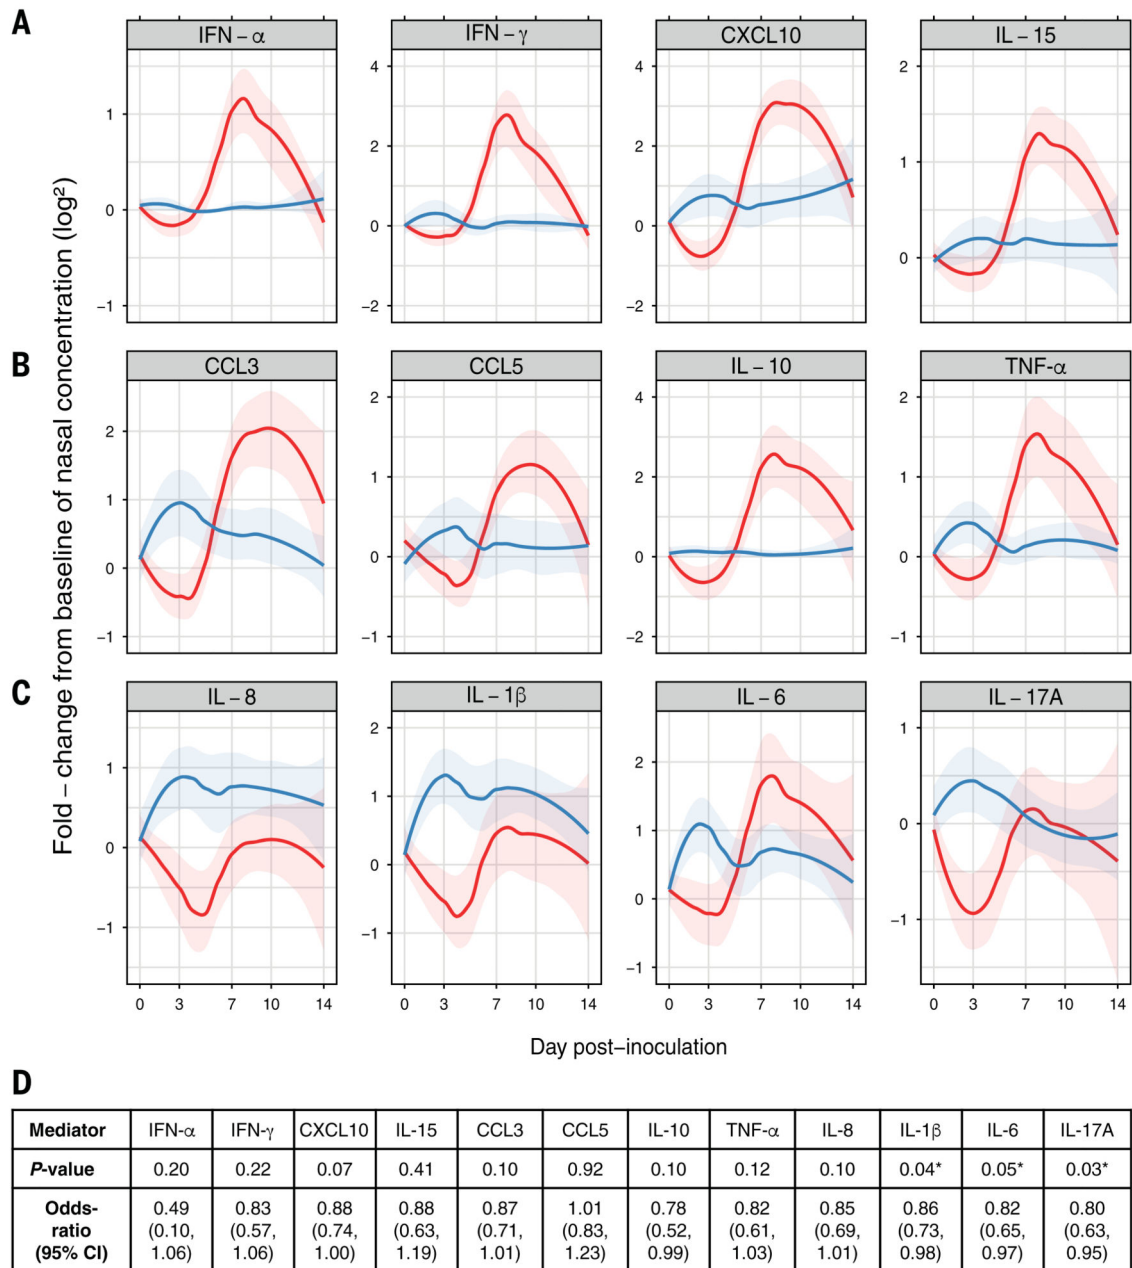 A
IFN – α
IFN – γ
CXCL10
IL – 15
1
0
−1
4
2
0
−2
4
2
0
−2
2
1
0
Fold – change from baseline of nasal concentration (log²)
B
CCL3
CCL5
IL – 10
TNF-α
2
1
0
−1
2
1
0
−1
4
2
0
−2
2
1
0
−1
C
IL – 8
IL – 1β
IL – 6
IL – 17A
1
0
−1
2
1
0
−1
2
1
0
−1
1
0
−1
0 3 7 10 14
0 3 7 10 14
0 3 7 10 14
0 3 7 10 14
Day post–inoculation
D
Mediator IFN-α IFN-γ CXCL10 IL-15 CCL3 CCL5 IL-10 TNF-α IL-8 IL-1β IL-6 IL-17A
P-value 0.20 0.22 0.07 0.41 0.10 0.92 0.10 0.12 0.10 0.04* 0.05* 0.03*
Odds- 0.49 0.83 0.88 0.88 0.87 1.01 0.78 0.82 0.85 0.86 0.82 0.80
ratio (0.10, (0.57, (0.74, (0.63, (0.71, (0.83, (0.52, (0.61, (0.69, (0.73, (0.65, (0.63,
(95% CI) 1.06) 1.06) 1.00) 1.19) 1.01) 1.23) 0.99) 1.03) 1.01) 0.98) 0.97) 0.95)